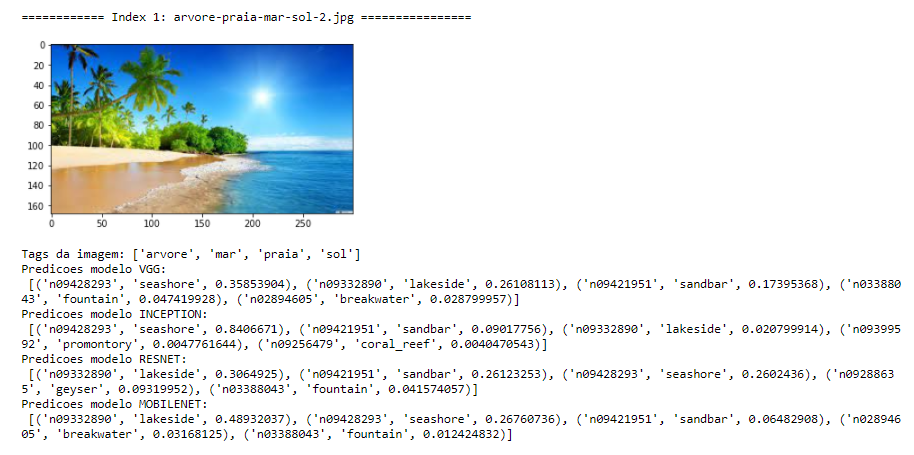 ============ Index 1: arvore-praia-mar-sol-2.jpg ================
0
20
40
60
80
100
120
140
160
0 50 100 150 200 250
Tags da imagem: ['arvore', 'mar', 'praia', 'sol']
Predicoes modelo VGG:
[('n09428293', 'seashore', 0.35853904), ('n09332890', 'lakeside', 0.26108113), ('n09421951', 'sandbar', 0.17395368), ('n033880
43', 'fountain', 0.047419928), ('n02894605', 'breakwater', 0.028799957)]
Predicoes modelo INCEPTION:
[('n09428293', 'seashore', 0.8406671), ('n09421951', 'sandbar', 0.09017756), ('n09332890', 'lakeside', 0.020799914), ('n093995
92', 'promontory', 0.0047761644), ('n09256479', 'coral_reef', 0.0040470543)]
Predicoes modelo RESNET:
[('n09332890', 'lakeside', 0.3064925), ('n09421951', 'sandbar', 0.26123253), ('n09428293', 'seashore', 0.2602436), ('n0928863
5', 'geyser', 0.09319952), ('n03388043', 'fountain', 0.041574057)]
Predicoes modelo MOBILENET:
[('n09332890', 'lakeside', 0.48932037), ('n09428293', 'seashore', 0.26760736), ('n09421951', 'sandbar', 0.06482908), ('n028946
05', 'breakwater', 0.03168125), ('n03388043', 'fountain', 0.012424832)]